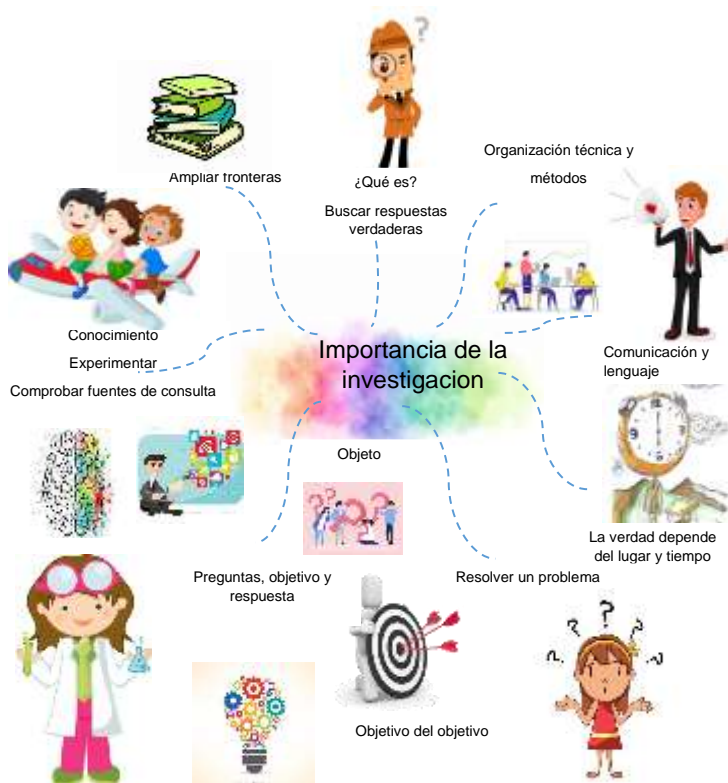 Ampliar fronteras
¿Qué es?
Buscar respuestas
verdaderas
Organización técnica y
métodos
Conocimiento
Experimentar
Comprobar fuentes de consulta
Importancia de la
investigacion
Comunicación y
lenguaje
Objeto
La verdad depende
del lugar y tiempo
Preguntas, objetivo y
respuesta
Resolver un problema
Objetivo del objetivo